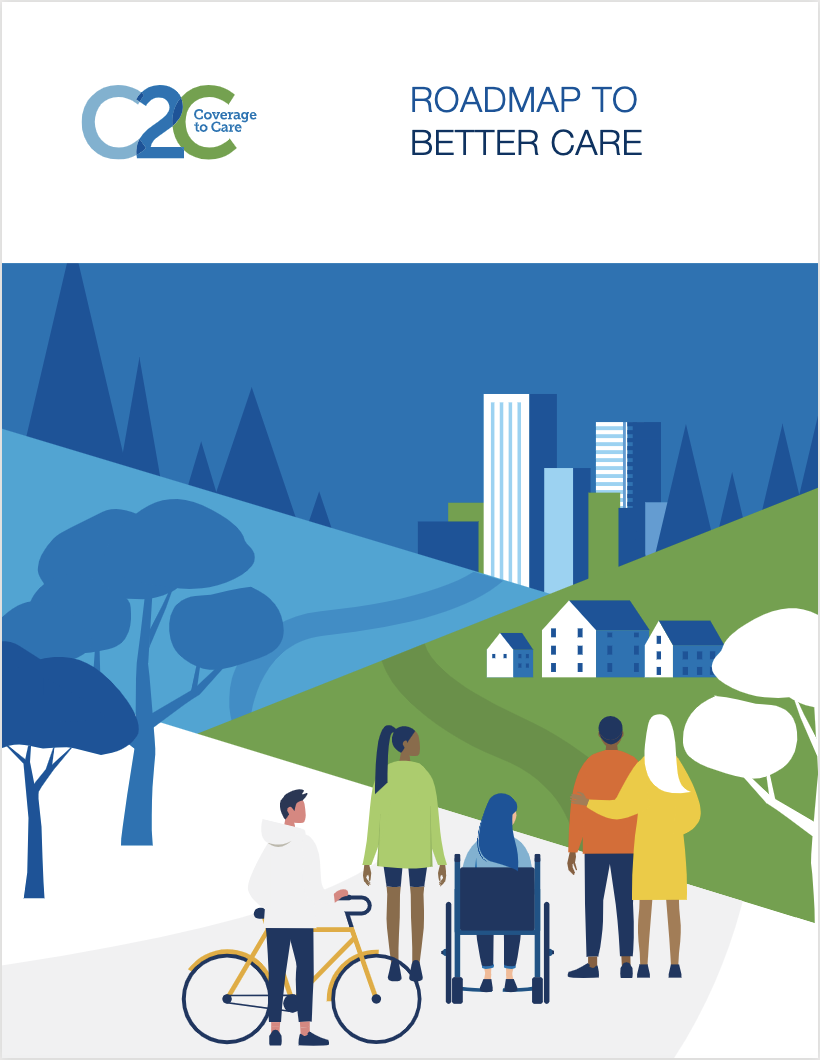 C2C
Coverage
to Care
ROADMAP TO
BETTER CARE